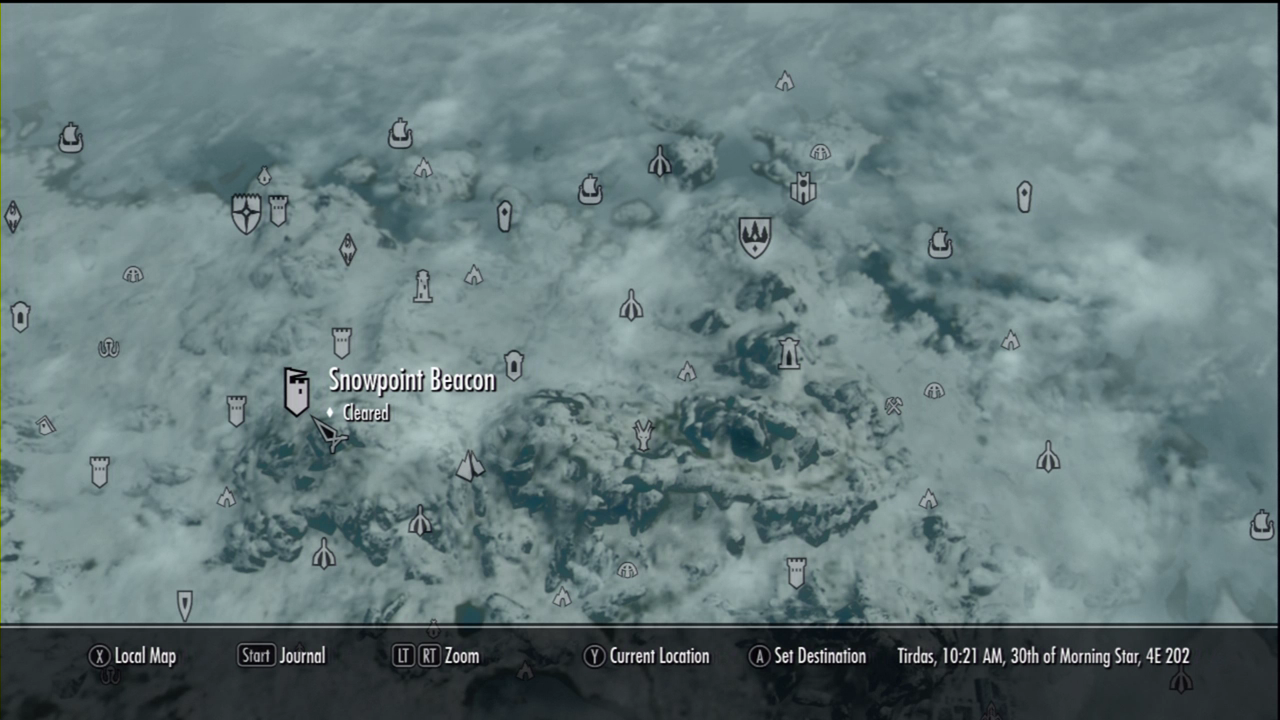 Snowpoint Beacon
Cleared
X Local Map Start Journal LT RT Zoom Y Current Location A Set Destination Tirdas, 10:21 AM, 30th of Morning Star, 4E 202